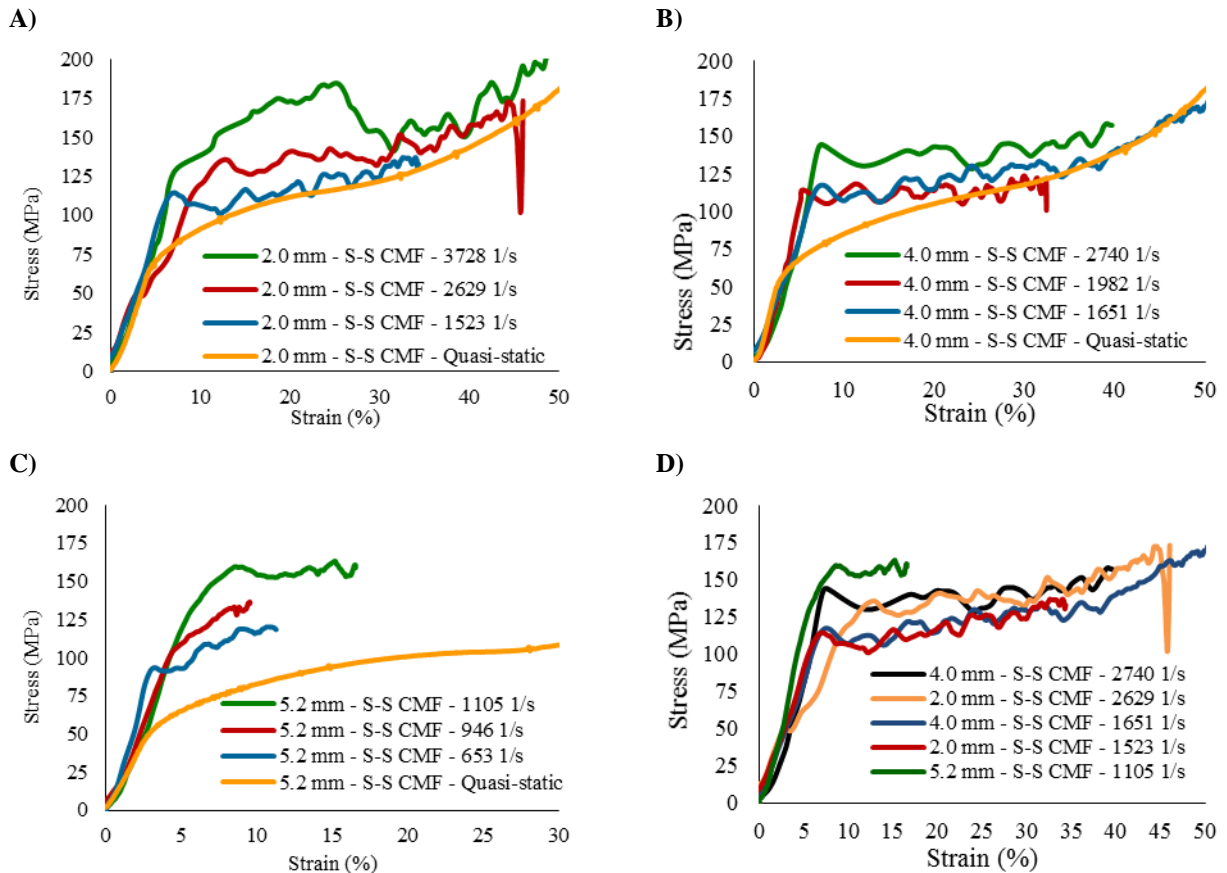 A)
200
175
150
125
100
75
50
25
0
Stress (MPa)
2.0 mm - S-S CMF - 3728 1/s
2.0 mm - S-S CMF - 2629 1/s
2.0 mm - S-S CMF - 1523 1/s
2.0 mm - S-S CMF - Quasi-static
0 10 20 30 40 50
Strain (%)
B)
200
175
150
125
100
75
50
25
0
Stress (MPa)
4.0 mm - S-S CMF - 2740 1/s
4.0 mm - S-S CMF - 1982 1/s
4.0 mm - S-S CMF - 1651 1/s
4.0 mm - S-S CMF - Quasi-static
0 10 20 30 40 50
Strain (%)
C)
200
175
150
125
100
75
50
25
0
Stress (MPa)
5.2 mm - S-S CMF - 1105 1/s
5.2 mm - S-S CMF - 946 1/s
5.2 mm - S-S CMF - 653 1/s
5.2 mm - S-S CMF - Quasi-static
0 5 10 15 20 25 30
Strain (%)
D)
200
175
150
125
100
75
50
25
0
Stress (MPa)
4.0 mm - S-S CMF - 2740 1/s
2.0 mm - S-S CMF - 2629 1/s
4.0 mm - S-S CMF - 1651 1/s
2.0 mm - S-S CMF - 1523 1/s
5.2 mm - S-S CMF - 1105 1/s
0 5 10 15 20 25 30 35 40 45 50
Strain (%)